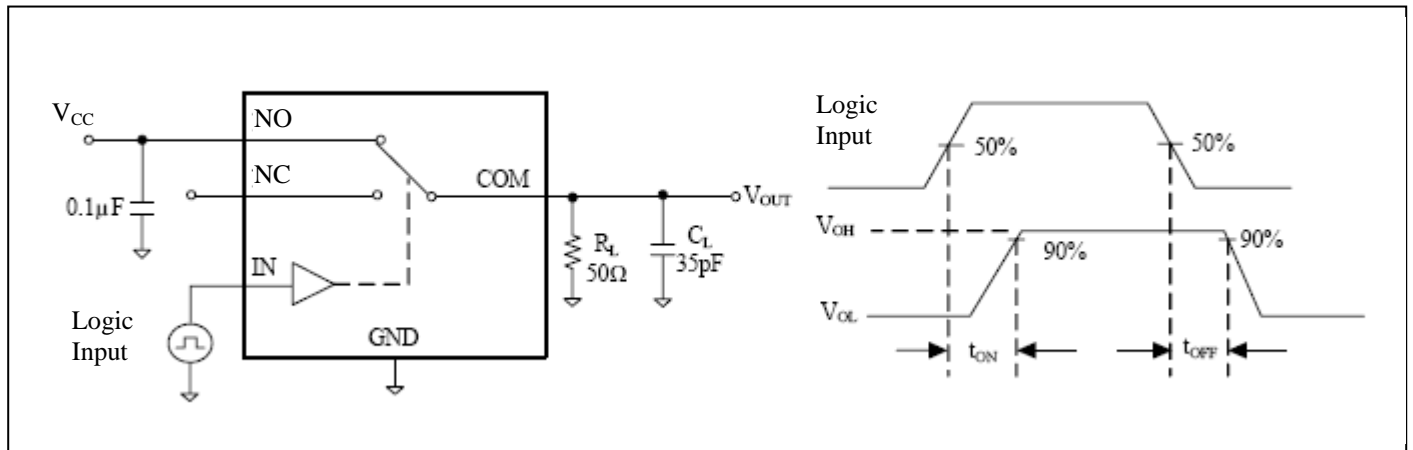 V_CC
NO
NC
COM
V_OUT
0.1μF
R_L
50Ω
C_L
35pF
IN
Logic
Input
GND
Logic
Input
50%
50%
V_OH
90%
90%
V_OL
t_ON
t_OFF